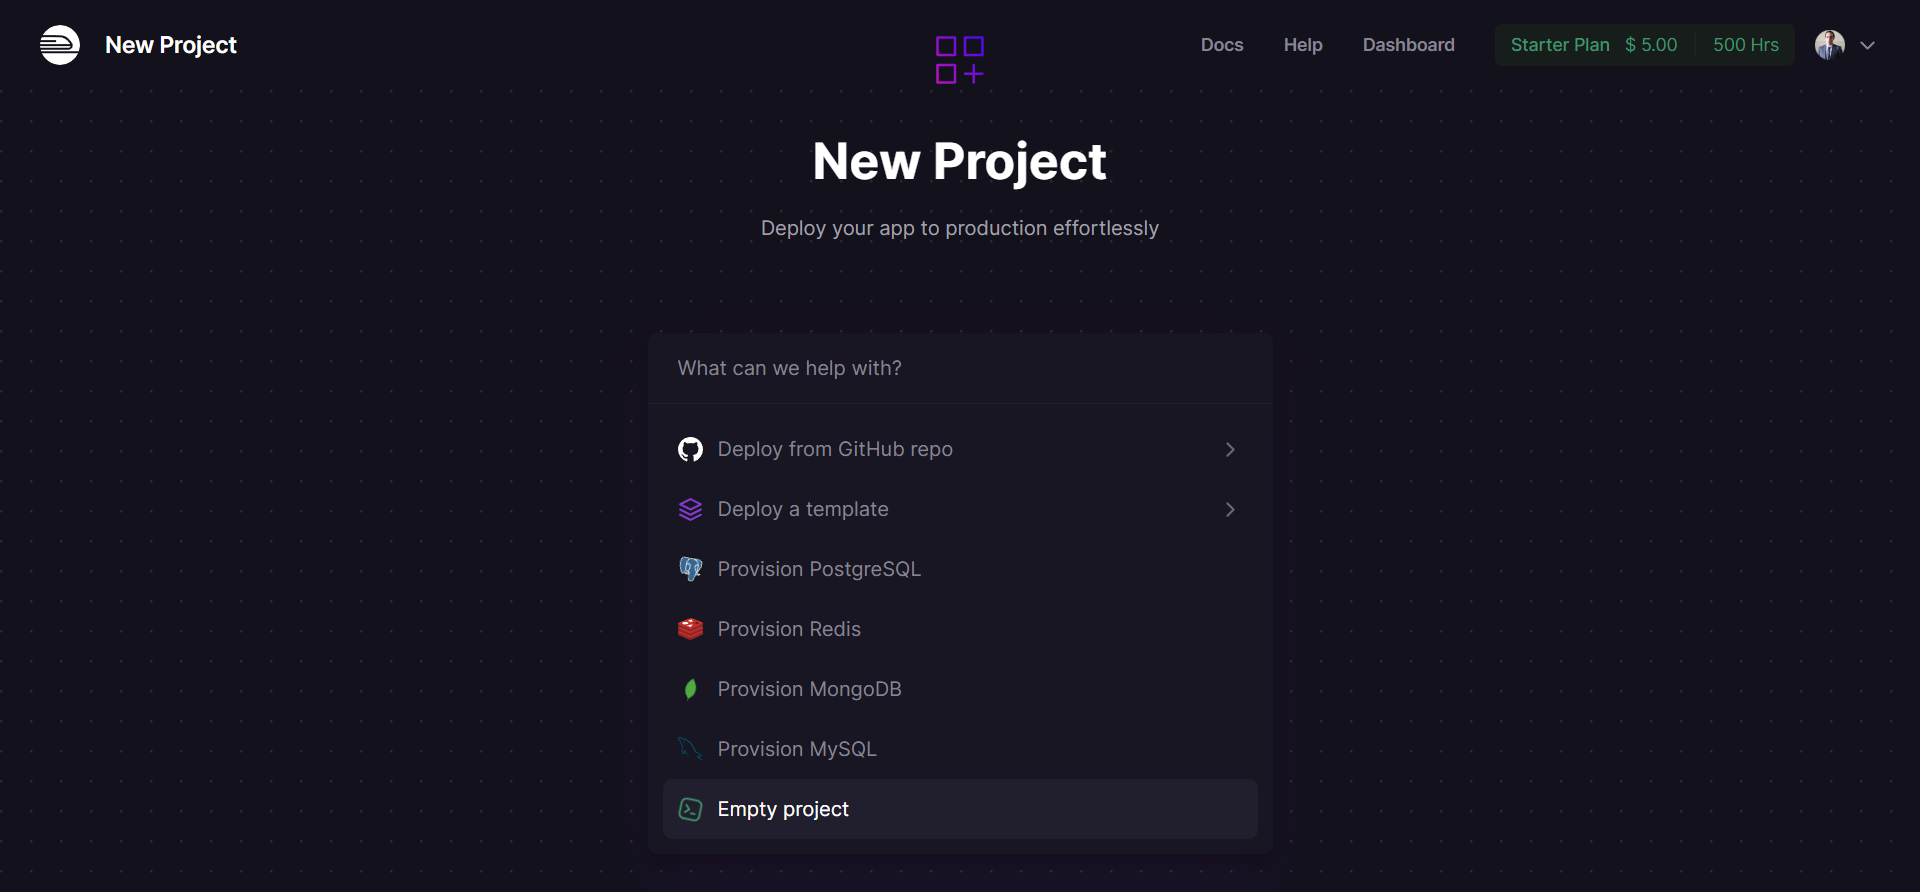 New Project
Docs Help Dashboard Starter Plan $ 5.00 500 Hrs
New Project
Deploy your app to production effortlessly
What can we help with?
Deploy from GitHub repo
Deploy a template
Provision PostgreSQL
Provision Redis
Provision MongoDB
Provision MySQL
Empty project